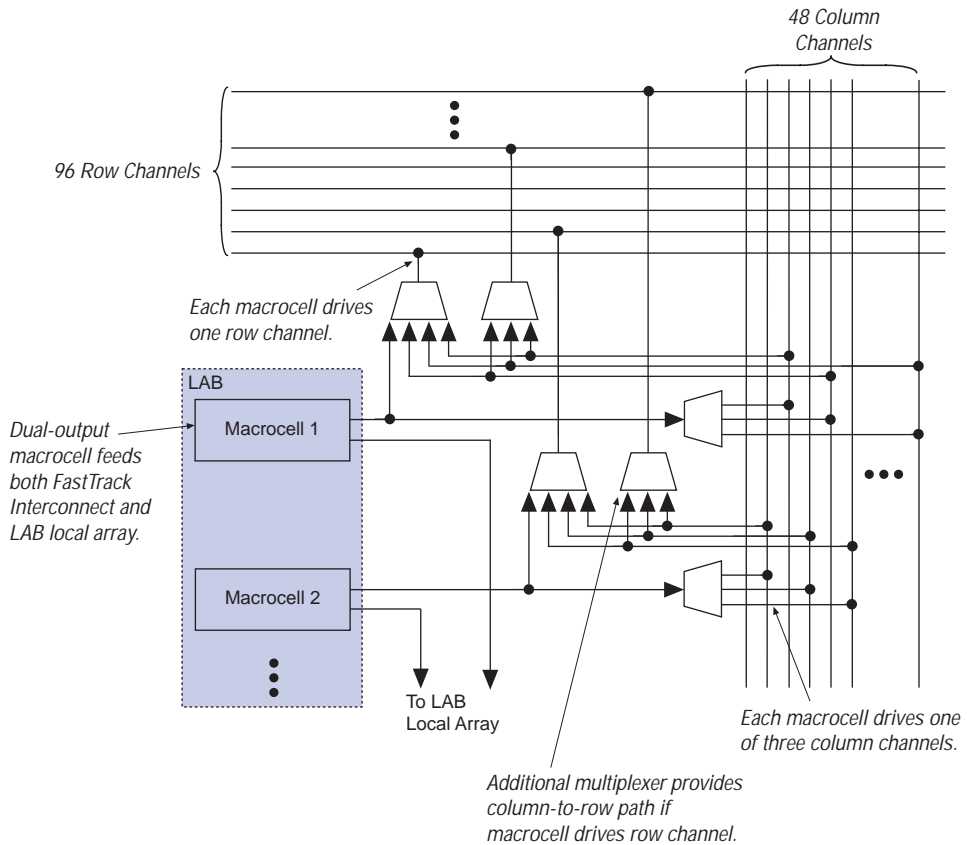 48 Column
Channels
96 Row Channels
Each macrocell drives
one row channel.
LAB
Macrocell 1
Dual-output
macrocell feeds
both FastTrack
Interconnect and
LAB local array.
Macrocell 2
To LAB
Local Array
Each macrocell drives one
of three column channels.
Additional multiplexer provides
column-to-row path if
macrocell drives row channel.